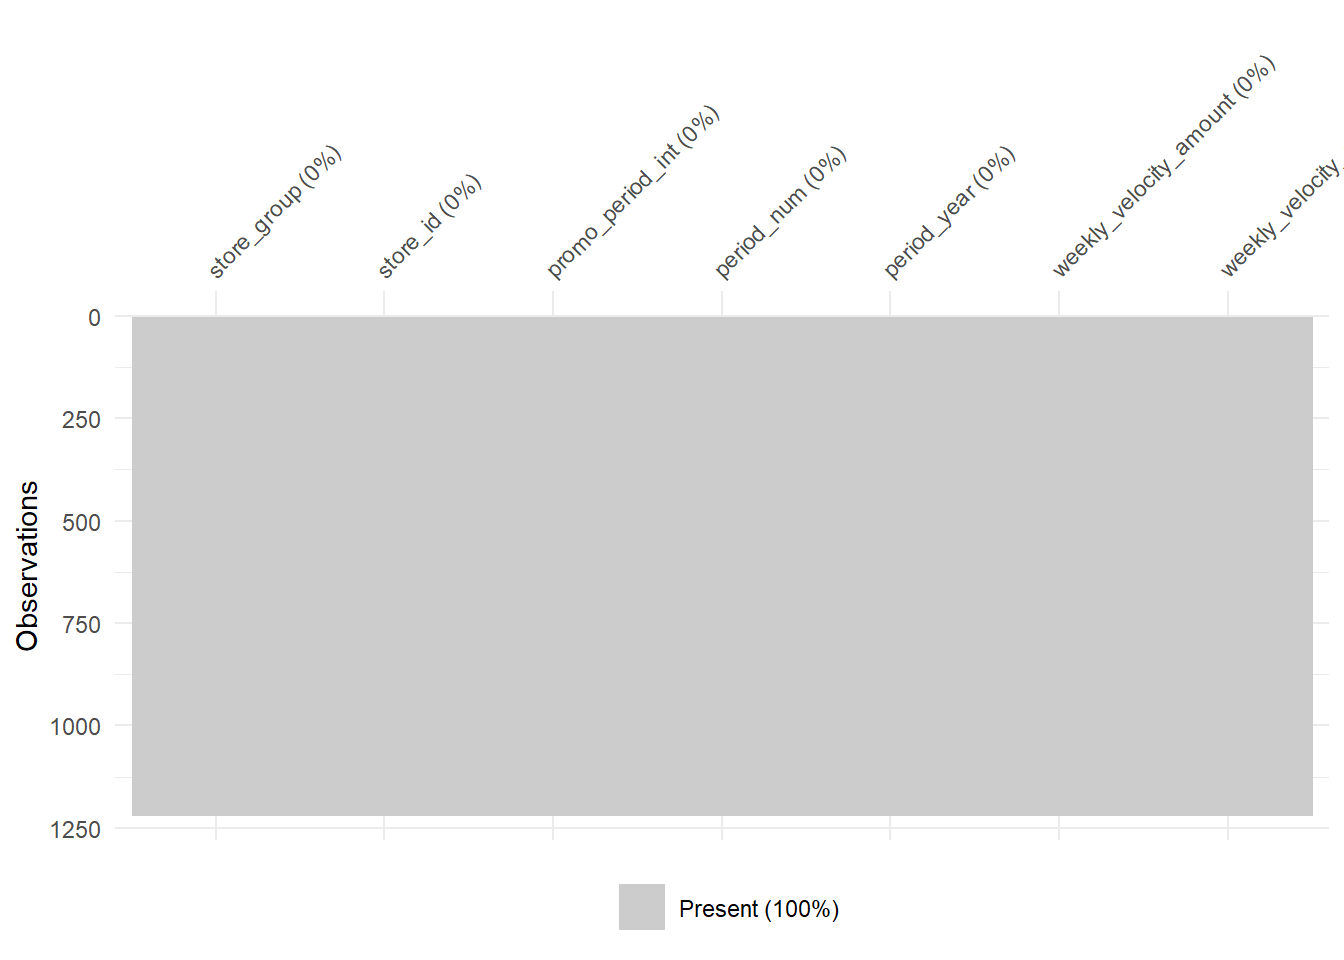 store_group (0%)
store_id (0%)
promo_period_int (0%)
period_num (0%)
period_year (0%)
weekly_velocity_amount (0%)
weekly_velocity_
0
250
500
750
1000
1250
Observations
Present (100%)